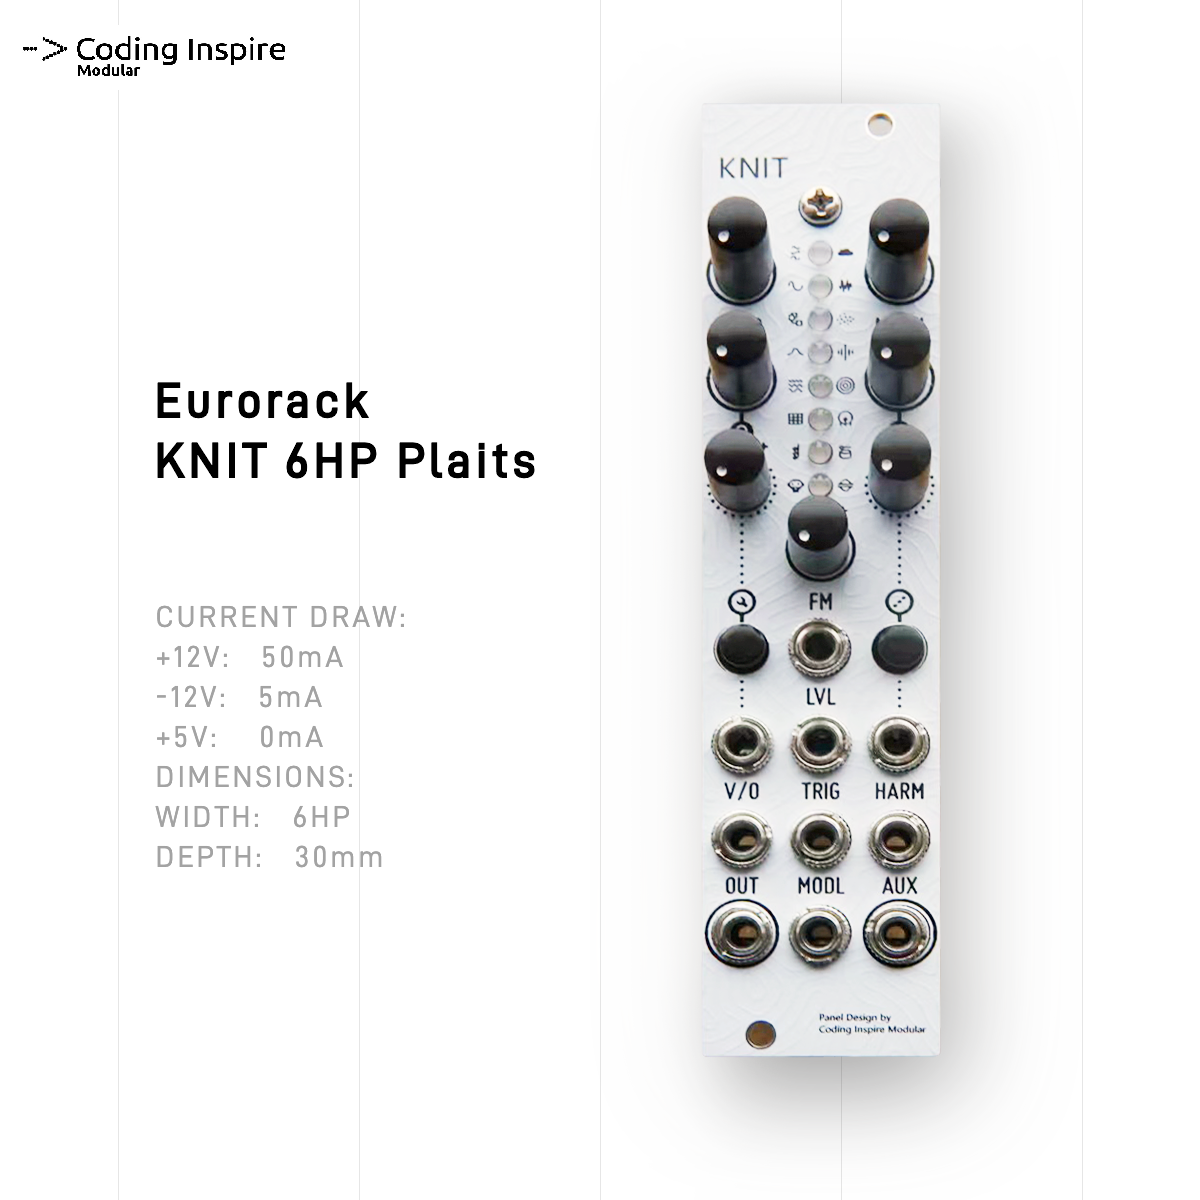 Coding Inspire
Modular
Eurorack
KNIT 6HP Plaits
CURRENT DRAW:
+12V: 50mA
-12V: 5mA
+5V: 0mA
DIMENSIONS:
WIDTH: 6HP
DEPTH: 30mm
KNIT
FM
LVL
V/O TRIG HARM
OUT MODL AUX
Panel Design by
Coding Inspire Modular